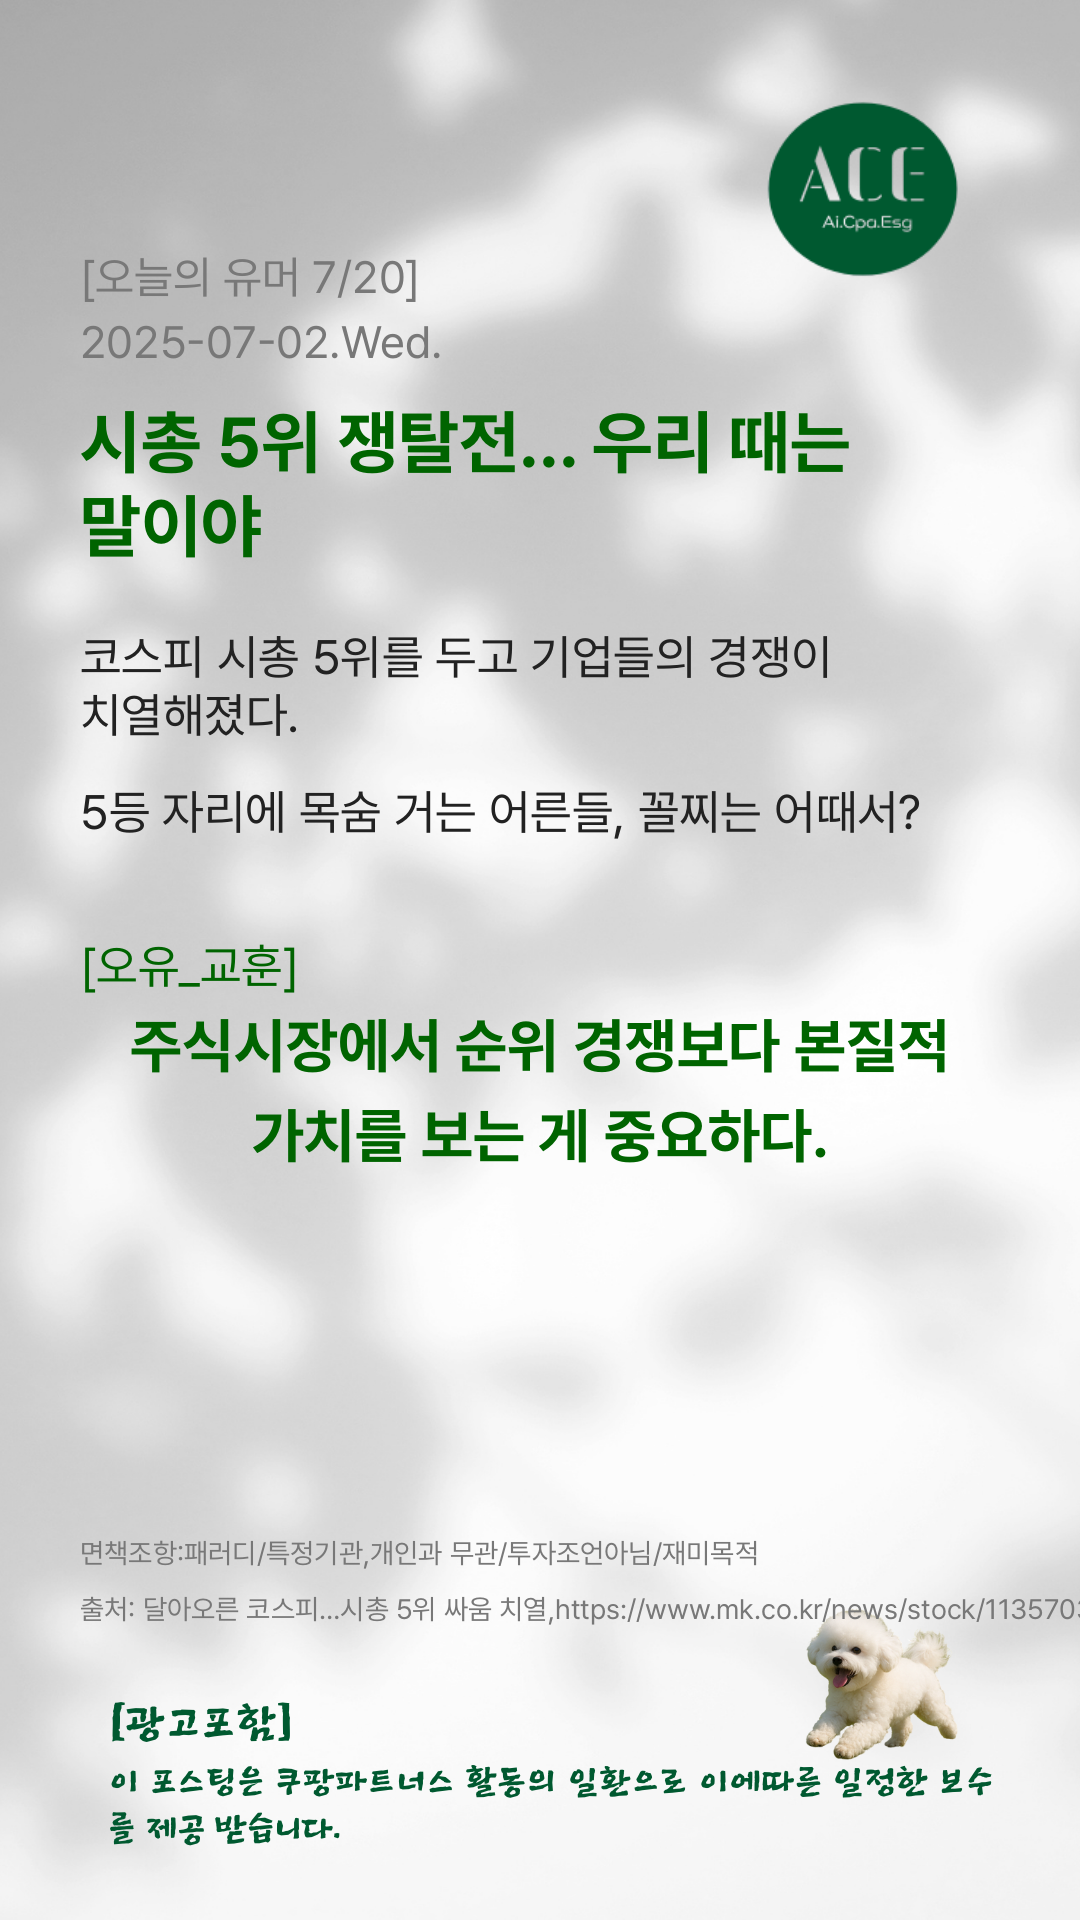 ACE
Ai.Cpa.Esg
[오늘의 유머 7/20]
2025-07-02.Wed.
시총 5위 쟁탈전... 우리 때는
말이야
코스피 시총 5위를 두고 기업들의 경쟁이
치열해졌다.
5등 자리에 목숨 거는 어른들, 꼴찌는 어때서?
[오유_교훈]
주식시장에서 순위 경쟁보다 본질적
가치를 보는 게 중요하다.
면책조항:패러디/특정기관,개인과 무관/투자조언아님/재미목적
출처: 달아오른 코스피...시총 5위 싸움 치열,https://www.mk.co.kr/news/stock/113570
[광고포함]
이 포스팅은 쿠팡파트너스 활동의 일환으로 이에따른 일정한 보수
를 제공 받습니다.